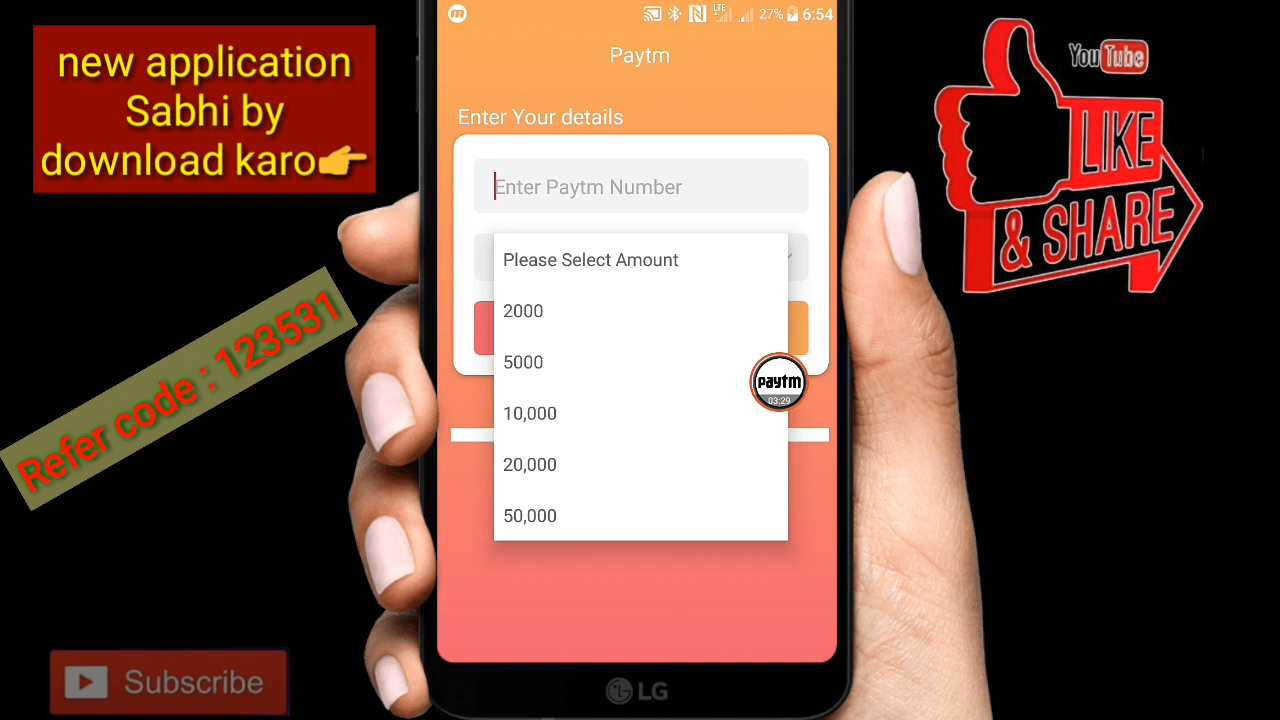 new application
Sabhi by
download karo👉
Refer code : 123531
Subscribe
m
LTE
27%
6:54
Paytm
Enter Your details
Enter Paytm Number
Please Select Amount
2000
5000
10,000
20,000
50,000
paytm
03:29
LG
YouTube
LIKE
& SHARE